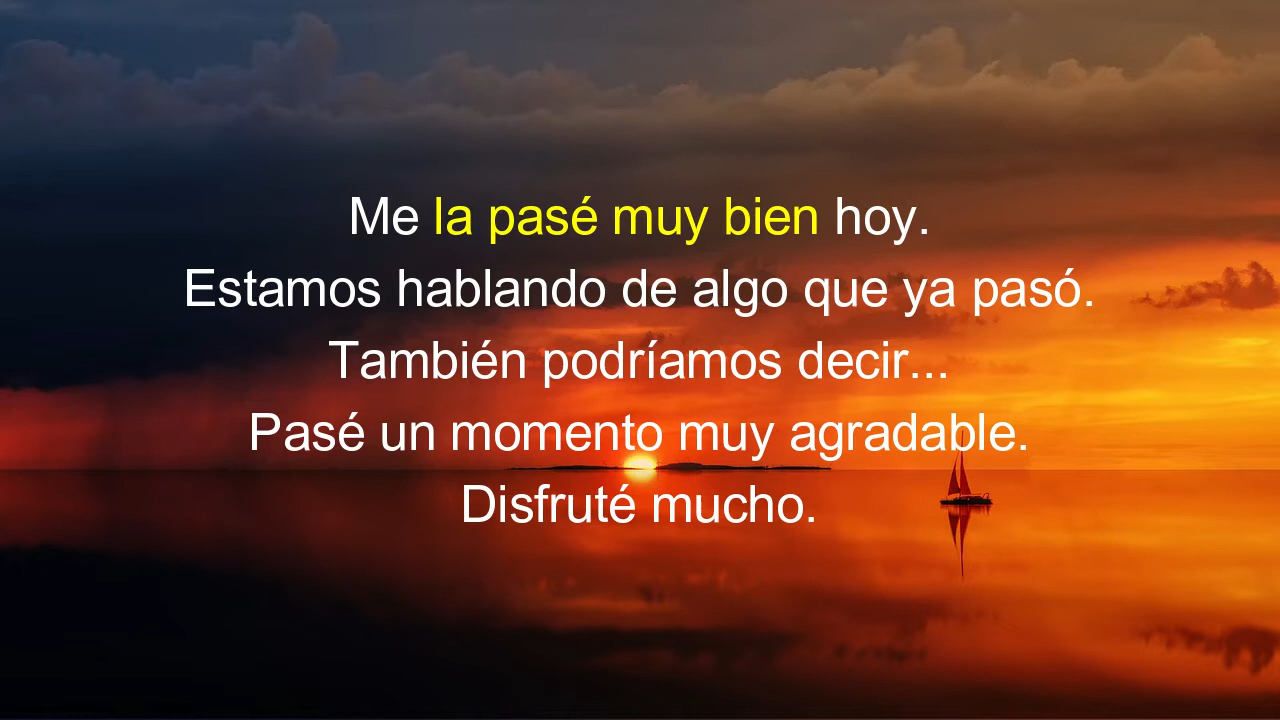 Me la pasé muy bien hoy.
Estamos hablando de algo que ya pasó.
También podríamos decir...
Pasé un momento muy agradable.
Disfruté mucho.